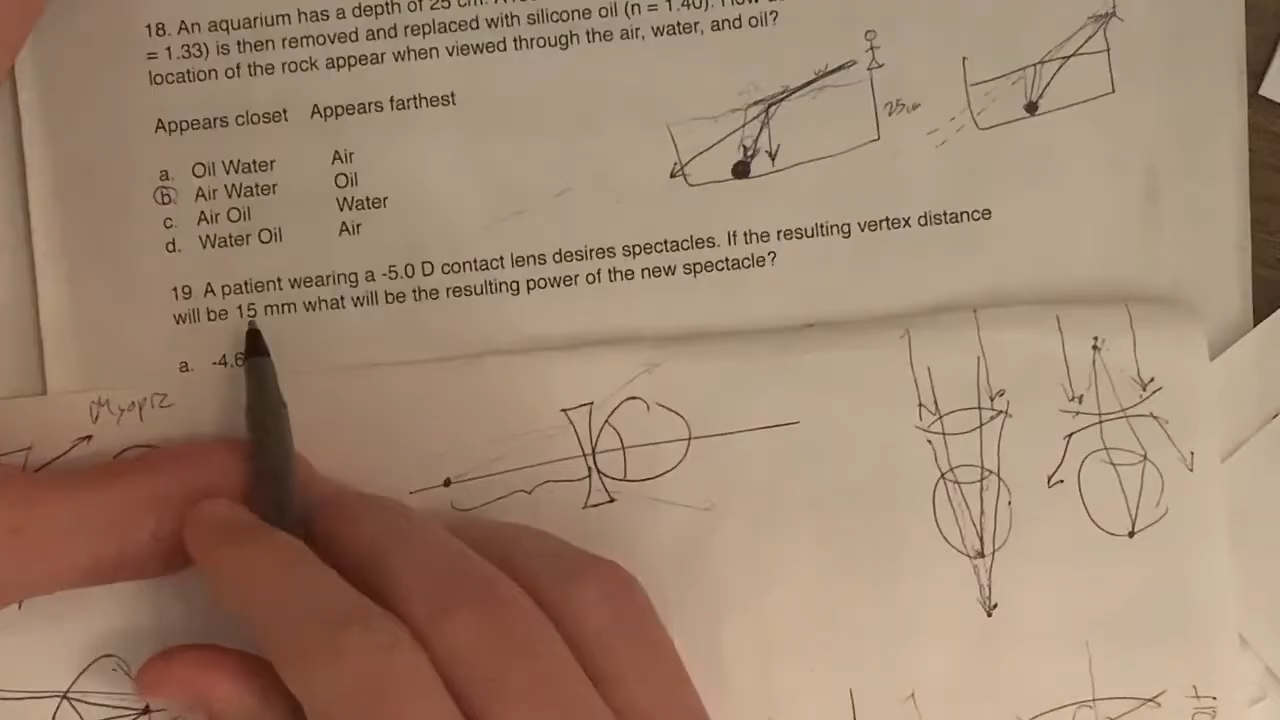 18. An aquarium has a depth of 25 cm.
= 1.33) is then removed and replaced with silicone oil (n = 1.40).
location of the rock appear when viewed through the air, water, and oil?
Appears closet Appears farthest
a. Oil Water Air
b. Air Water Oil
c. Air Oil Water
d. Water Oil Air
25cm
19 A patient wearing a -5.0 D contact lens desires spectacles. If the resulting vertex distance
will be 15 mm what will be the resulting power of the new spectacle?
a. -4.6